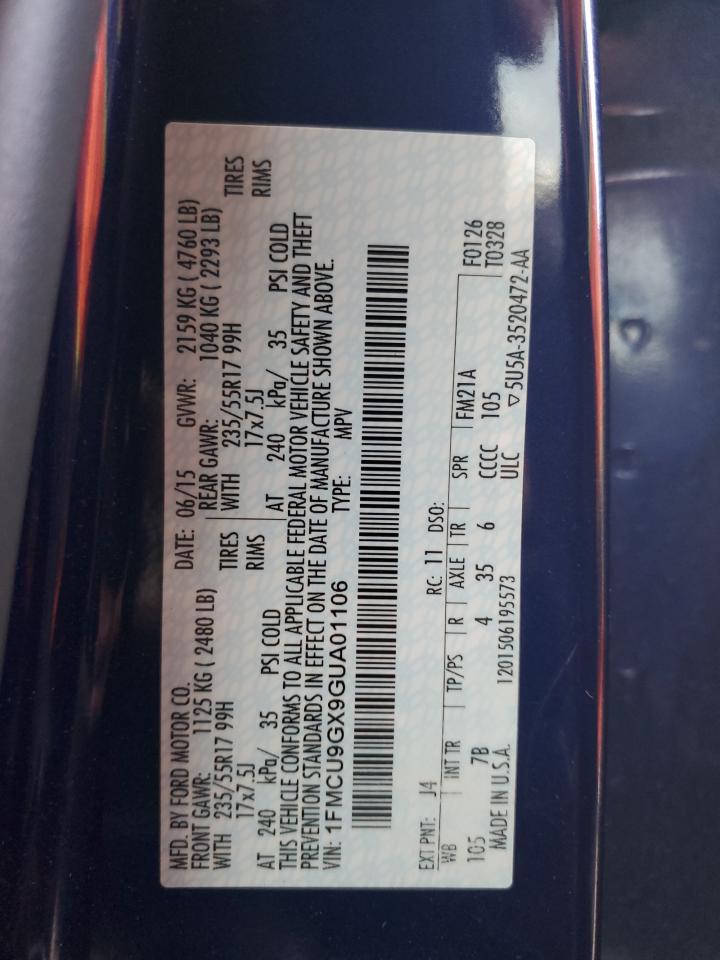 MFD. BY FORD MOTOR CO. DATE: 06/15 GVWR: 2159 KG ( 4760 LB)
FRONT GAWR: 1125 KG ( 2480 LB) REAR GAWR: 1040 KG ( 2293 LB)
WITH 235/55R17 99H TIRES WITH 235/55R17 99H TIRES
17x7.5J RIMS 17x7.5J RIMS
AT 240 kPa/ 35 PSI COLD AT 240 kPa/ 35 PSI COLD
THIS VEHICLE CONFORMS TO ALL APPLICABLE FEDERAL MOTOR VEHICLE SAFETY AND THEFT
PREVENTION STANDARDS IN EFFECT ON THE DATE OF MANUFACTURE SHOWN ABOVE.
VIN: 1FMCU9GX9GUA01106 TYPE: MPV
EXT PNT: J4 RC: 11 DSO:
WB INT TR TP/PS R AXLE TR SPR FM21A F0126
105 7B 4 35 6 CCCC 105 T0328
MADE IN U.S.A. 1201506195573 ULC ▽5U5A-3520472-AA